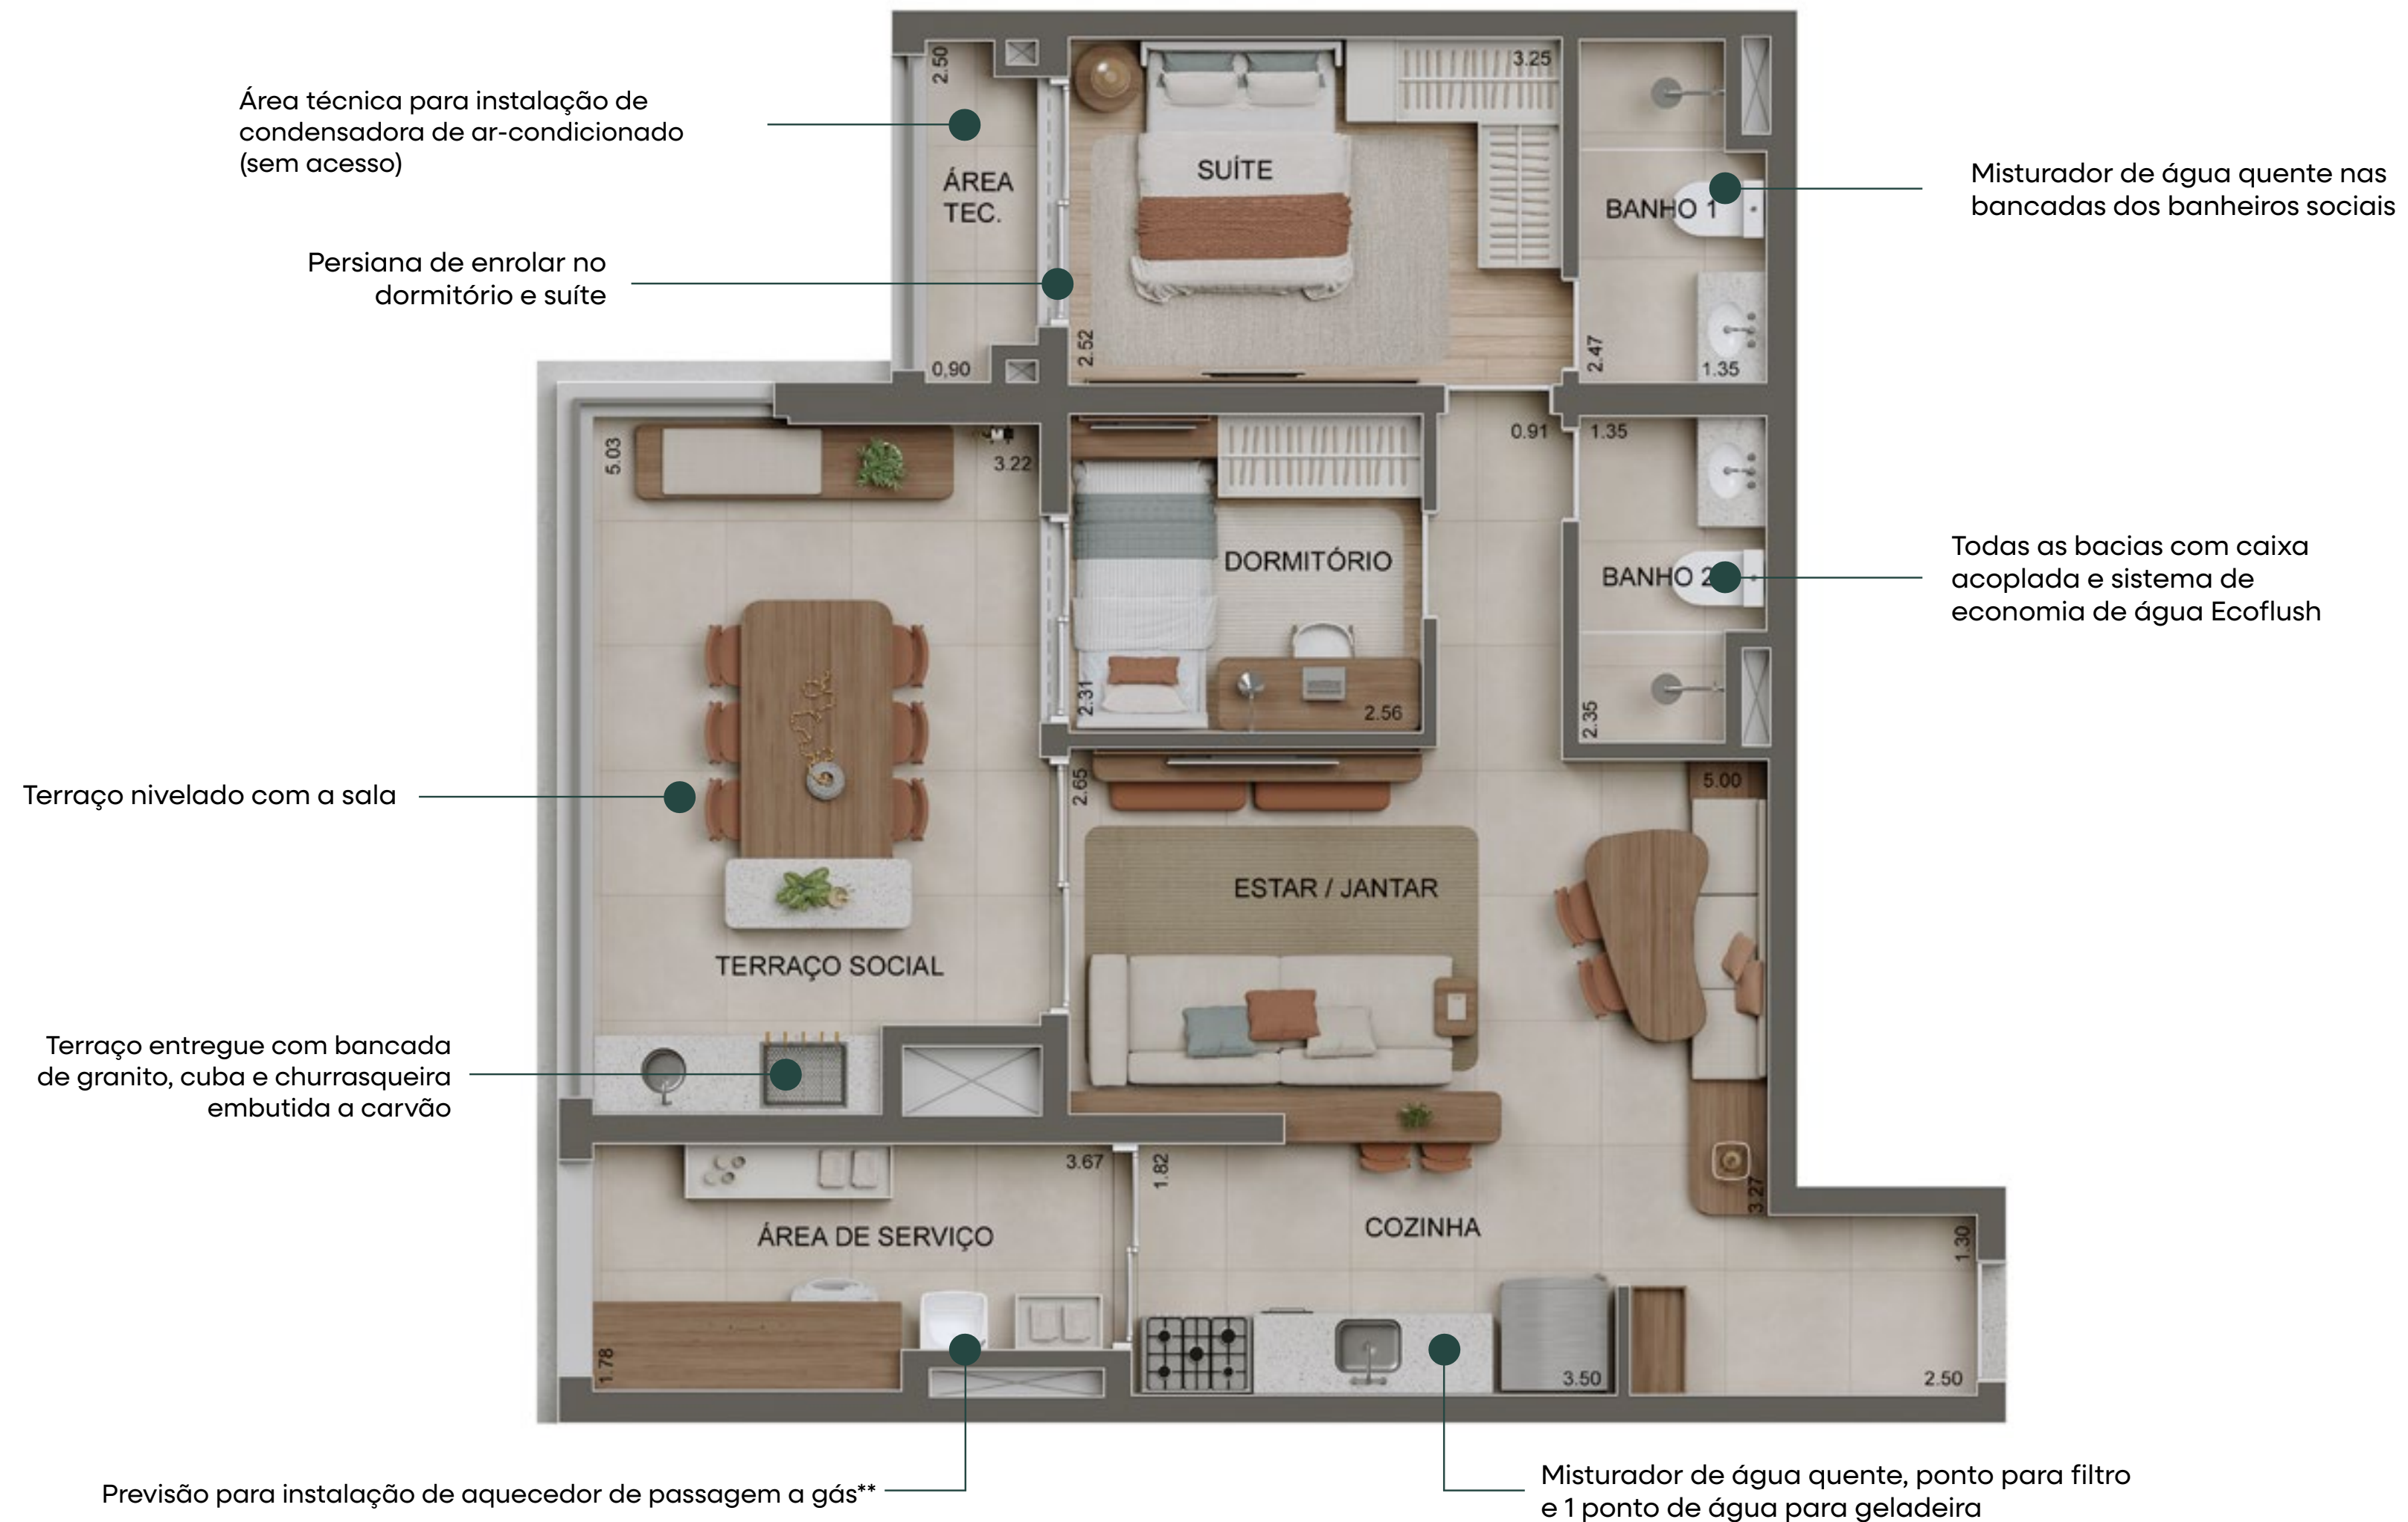 2.50
3.25
Área técnica para instalação de
condensadora de ar-condicionado
(sem acesso)
ÁREA
TEC.
SUÍTE
BANHO 1
Misturador de água quente nas
bancadas dos banheiros sociais
Persiana de enrolar no
dormitório e suíte
2.52
2.47
0,90
1.35
5.03
3.22
0.91
1.35
DORMITÓRIO
BANHO 2
Todas as bacias com caixa
acoplada e sistema de
economia de água Ecoflush
2.31
2.56
2.35
Terraço nivelado com a sala
2.65
5.00
ESTAR / JANTAR
TERRAÇO SOCIAL
Terraço entregue com bancada
de granito, cuba e churrasqueira
embutida a carvão
3.67
1.82
3.27
ÁREA DE SERVIÇO
COZINHA
1.30
1.78
3.50
2.50
Previsão para instalação de aquecedor de passagem a gás**
Misturador de água quente, ponto para filtro
e 1 ponto de água para geladeira